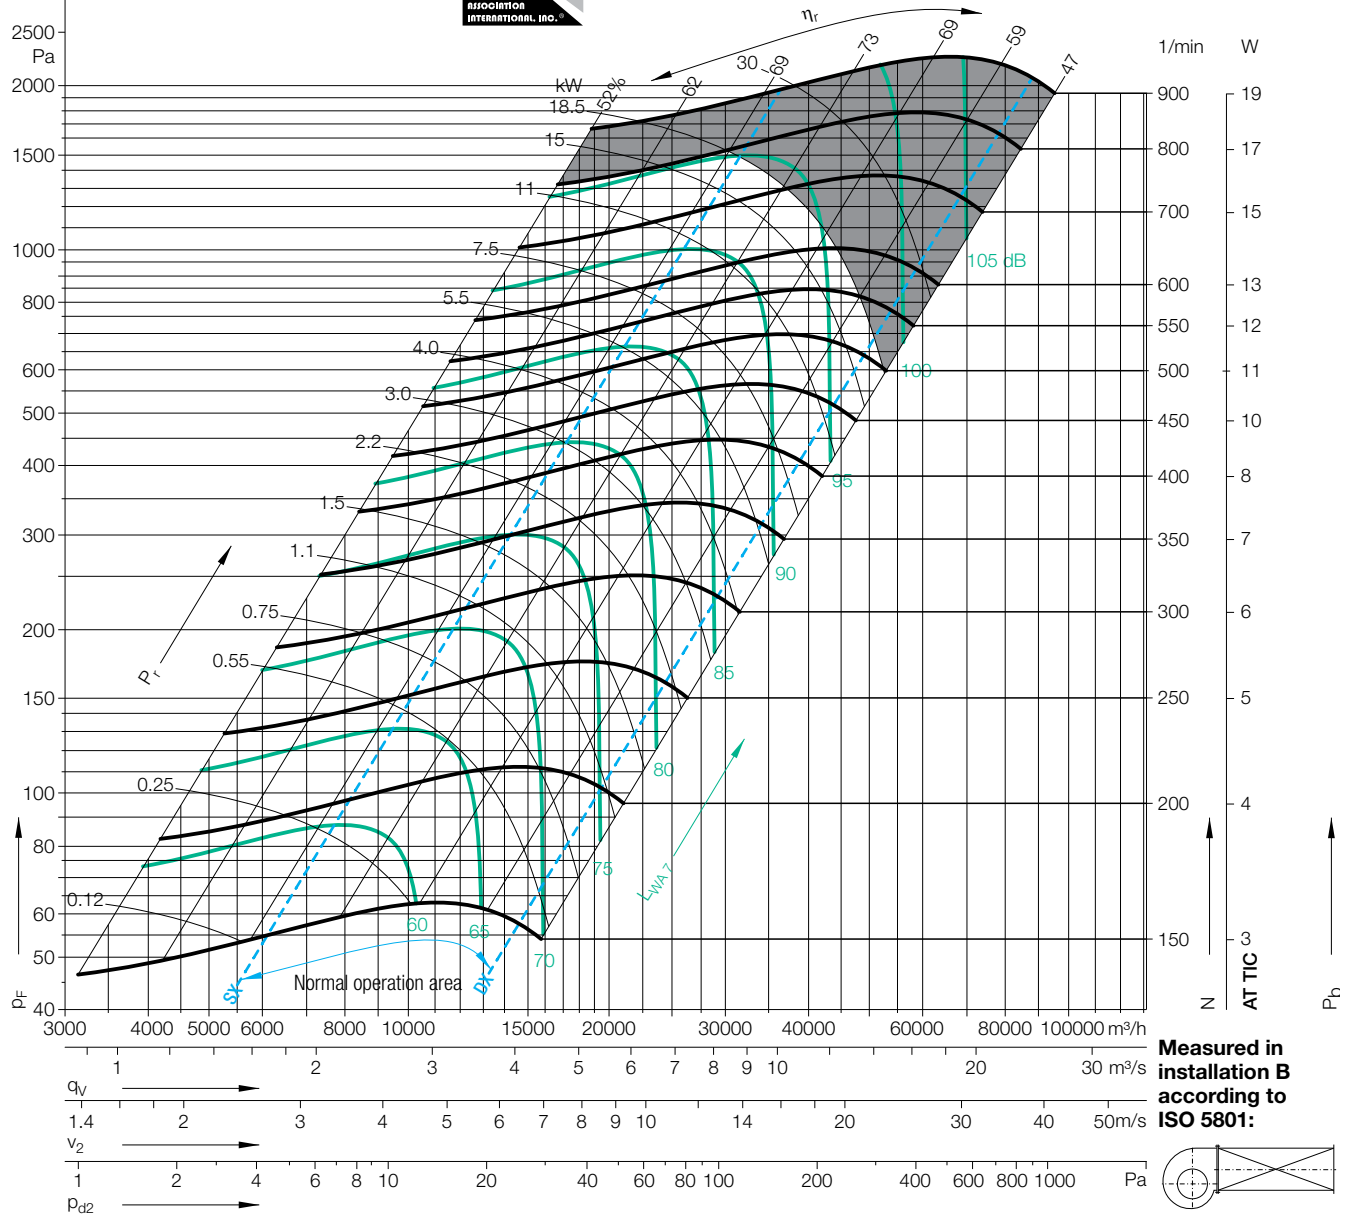 ASSOCIATION
INTERNATIONAL, INC.®
2500
Pa
2000
1500
1000
800
600
500
400
300
200
150
100
80
60
50
40
pF
ηr
52%
62
69
73
69
59
47
kW
30
18.5
15
11
7.5
5.5
4.0
3.0
2.2
1.5
1.1
0.75
0.55
0.25
0.12
Pr
105 dB
100
95
90
85
80
75
70
65
60
LWA 7
SX
Normal operation area
DX
1/min W
900 19
800 17
700 15
600 13
550 12
500 11
450 10
400 8
350 7
300 6
250 5
200 4
150 3
N
AT TIC
Pb
3000 4000 5000 6000 8000 10000 15000 20000 30000 40000 60000 80000 100000 m³/h
1 2 3 4 5 6 7 8 9 10 20 30 m³/s
qV
1.4 2 3 4 5 6 7 8 9 10 14 20 30 40 50m/s
v2
1 2 4 6 8 10 20 40 60 80 100 200 400 600 800 1000 Pa
pd2
Measured in
installation B
according to
ISO 5801: